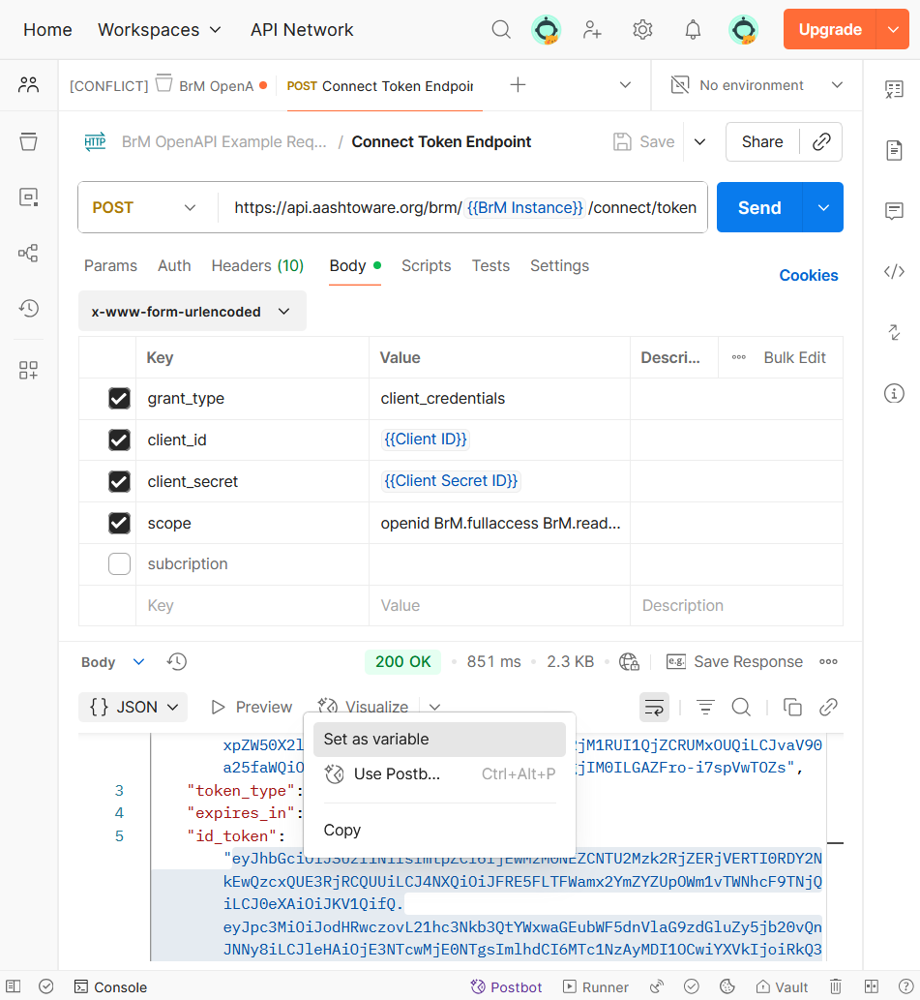 Home Workspaces API Network Upgrade
[CONFLICT] BrM OpenA POST Connect Token Endpoin No environment
HTTP BrM OpenAPI Example Req... / Connect Token Endpoint Save Share
POST https://api.aashtoware.org/brm/ {{BrM Instance}} /connect/token Send
Params Auth Headers (10) Body Scripts Tests Settings Cookies
x-www-form-urlencoded
Key Value Descri... Bulk Edit
grant_type client_credentials
client_id {{Client ID}}
client_secret {{Client Secret ID}}
scope openid BrM.fullaccess BrM.read...
subcription
Key Value Description
Body 200 OK 851 ms 2.3 KB e.g. Save Response
{} JSON Preview Visualize
Set as variable
Use Postb... Ctrl+Alt+P
Copy
3 "token_type":
4 "expires_in":
5 "id_token":
Console Postbot Runner Vault